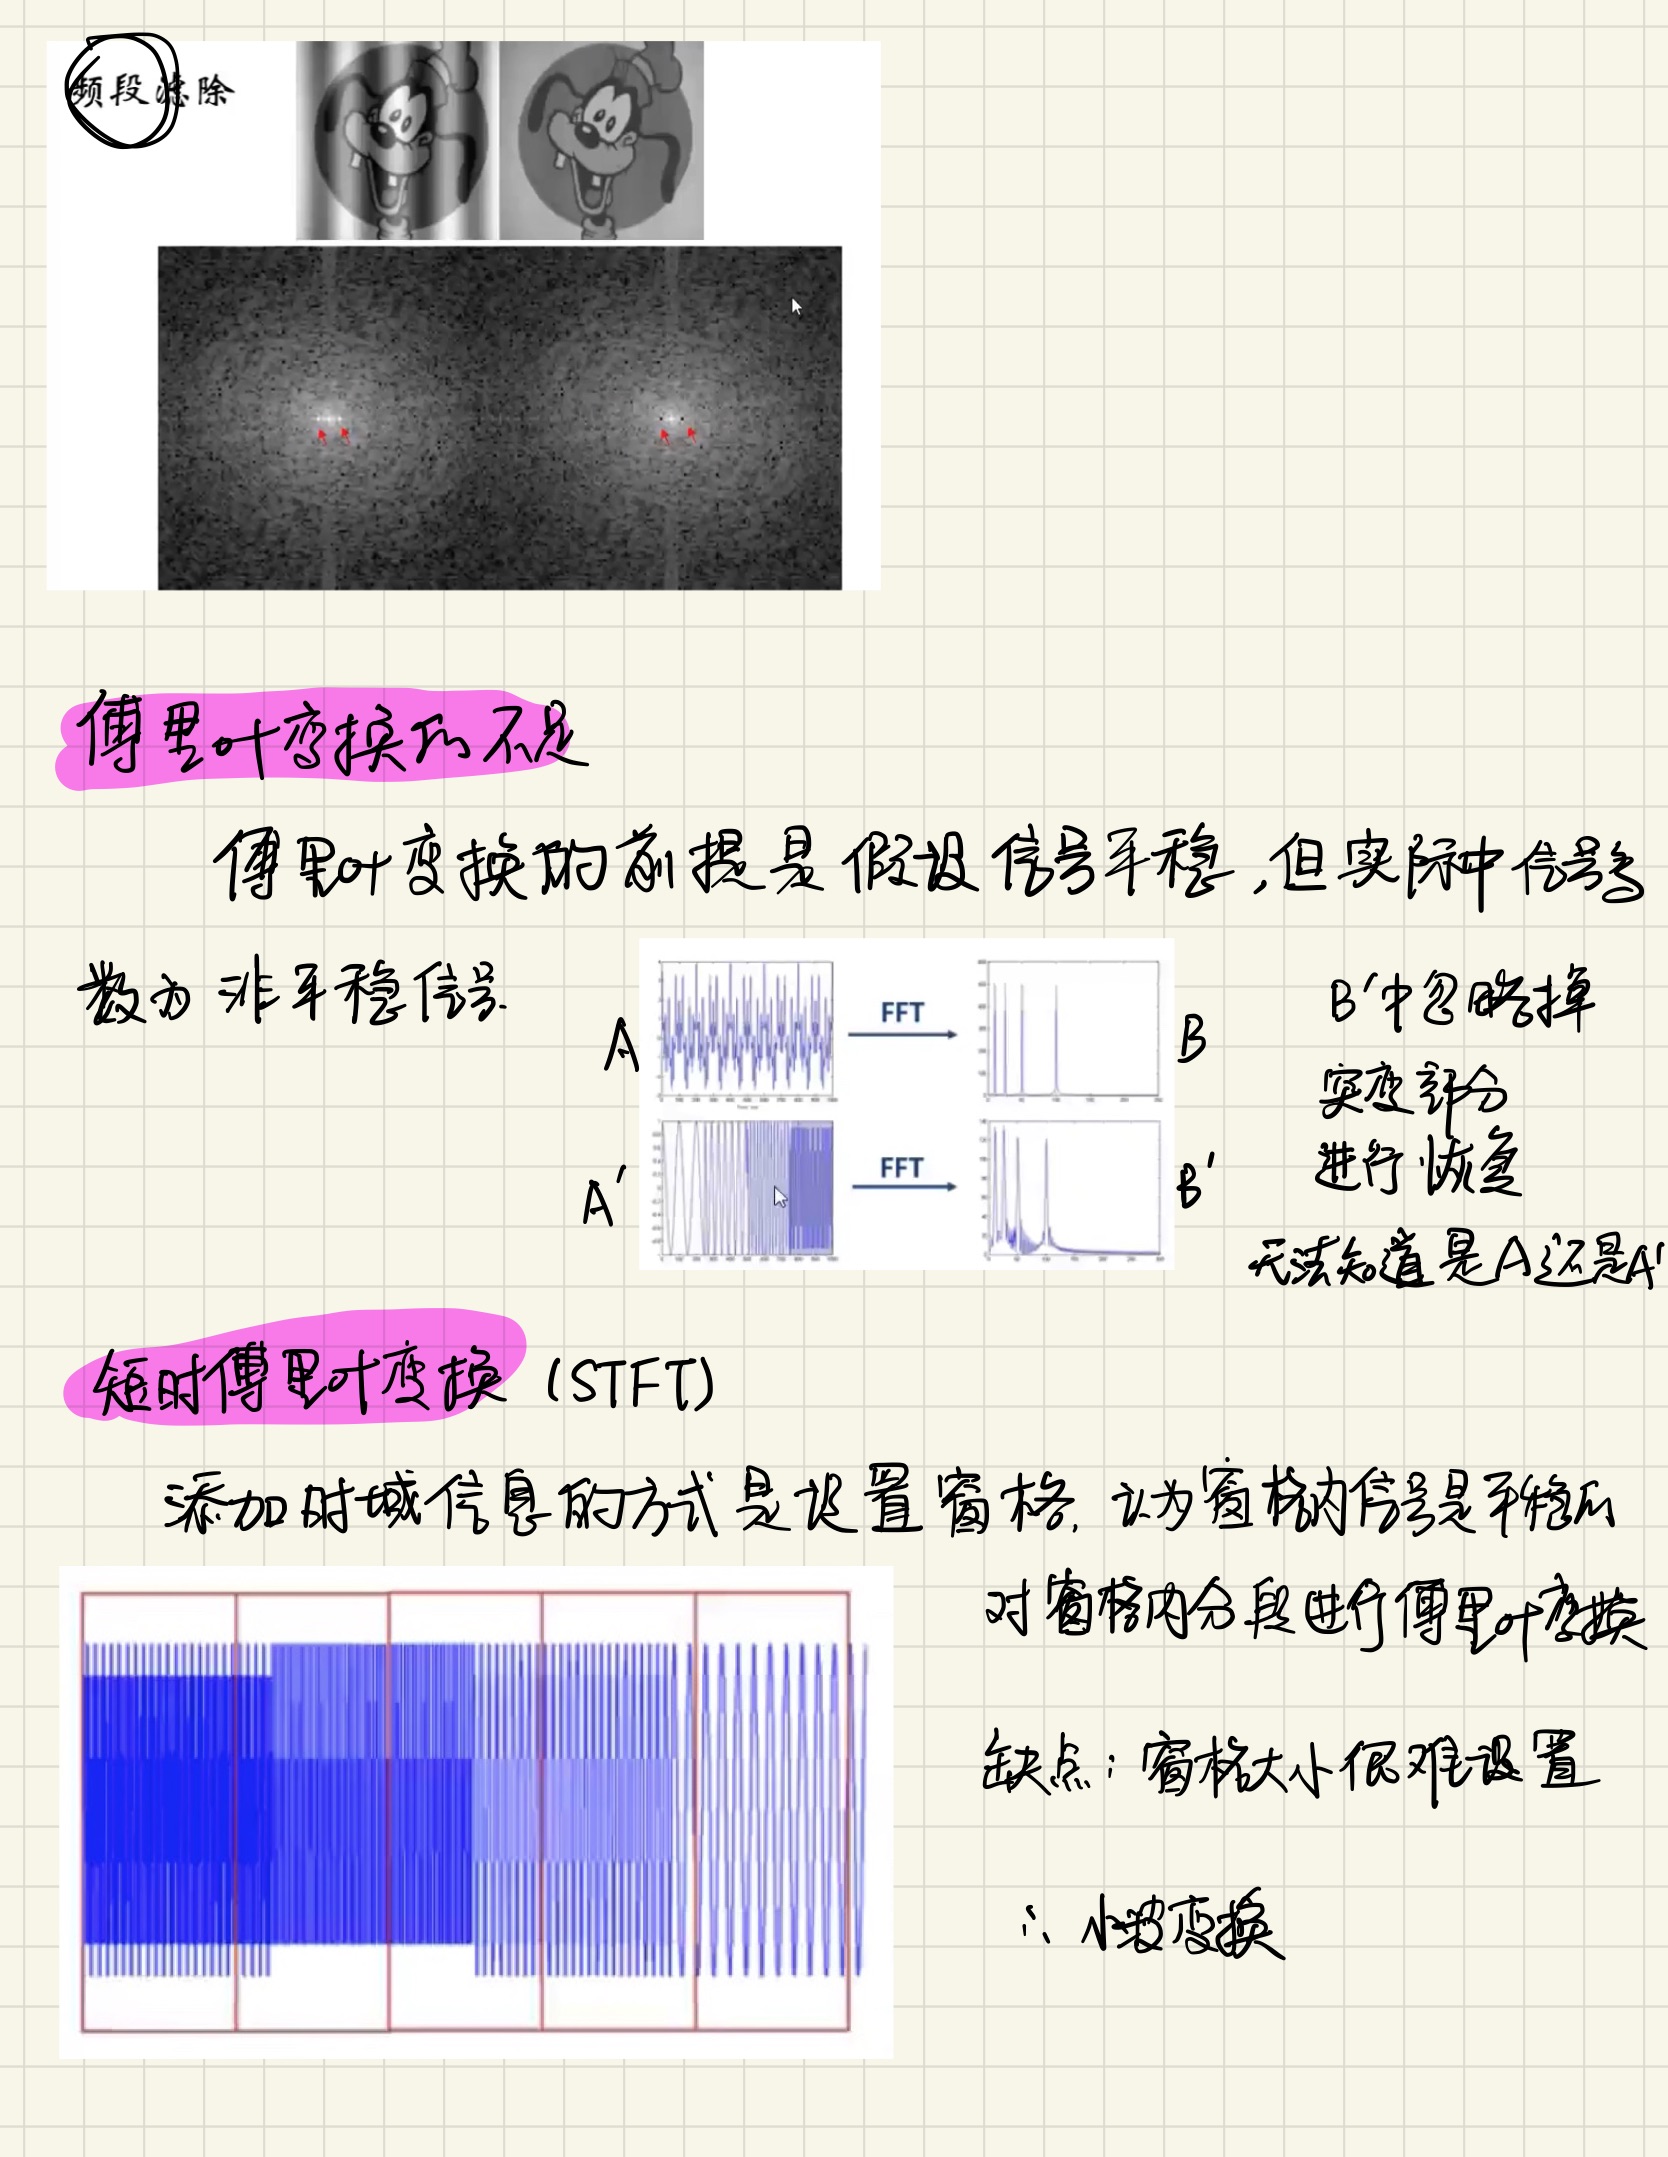 频段滤除
傅里叶变换的不足
傅里叶变换的前提是假设信号平稳,但实际中信号多
数为非平稳信号.
FFT
A
B
B'中忽略掉
突变部分
进行恢复
无法知道是A还是A'
FFT
A'
B'
短时傅里叶变换 (STFT)
添加时域信息的方式是设置窗格.认为窗格内信号是平稳的
对窗格内分段进行傅里叶变换
缺点:窗格大小很难设置
∴ 小波变换